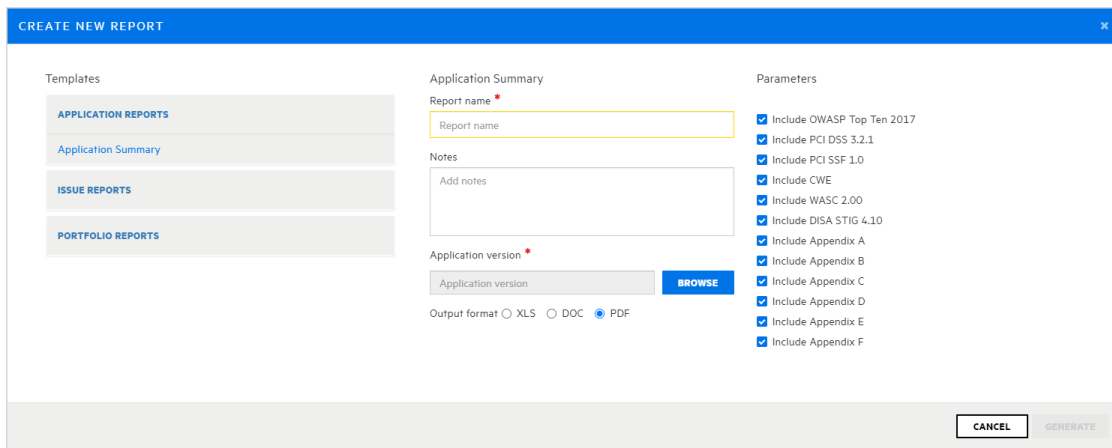 CREATE NEW REPORT ×
Templates
APPLICATION REPORTS
Application Summary
ISSUE REPORTS
PORTFOLIO REPORTS
Application Summary
Report name *
Report name
Notes
Add notes
Application version *
Application version
BROWSE
Output format XLS DOC PDF
Parameters
Include OWASP Top Ten 2017
Include PCI DSS 3.2.1
Include PCI SSF 1.0
Include CWE
Include WASC 2.00
Include DISA STIG 4.10
Include Appendix A
Include Appendix B
Include Appendix C
Include Appendix D
Include Appendix E
Include Appendix F
CANCEL GENERATE